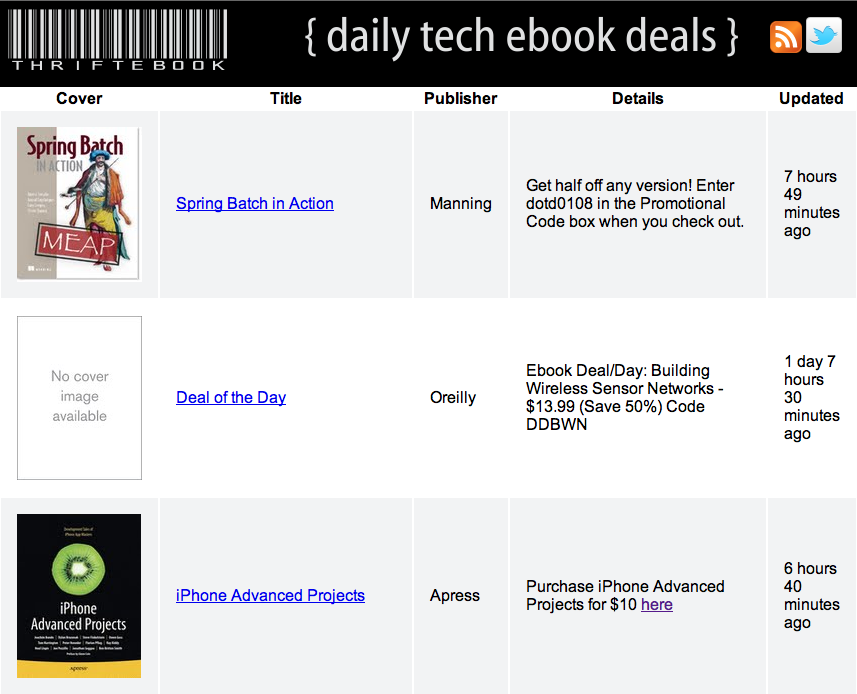 THRIFTEBOOK
{ daily tech ebook deals }
Cover Title Publisher Details Updated
Spring Batch
IN ACTION
MEAP
MANNING
Spring Batch in Action
Manning
Get half off any version! Enter
dotd0108 in the Promotional
Code box when you check out.
7 hours
49
minutes
ago
No cover
image
available
Deal of the Day
Oreilly
Ebook Deal/Day: Building
Wireless Sensor Networks -
$13.99 (Save 50%) Code
DDBWN
1 day 7
hours
30
minutes
ago
iPhone
Advanced Projects
Apress
iPhone Advanced Projects
Apress
Purchase iPhone Advanced
Projects for $10 here
6 hours
40
minutes
ago